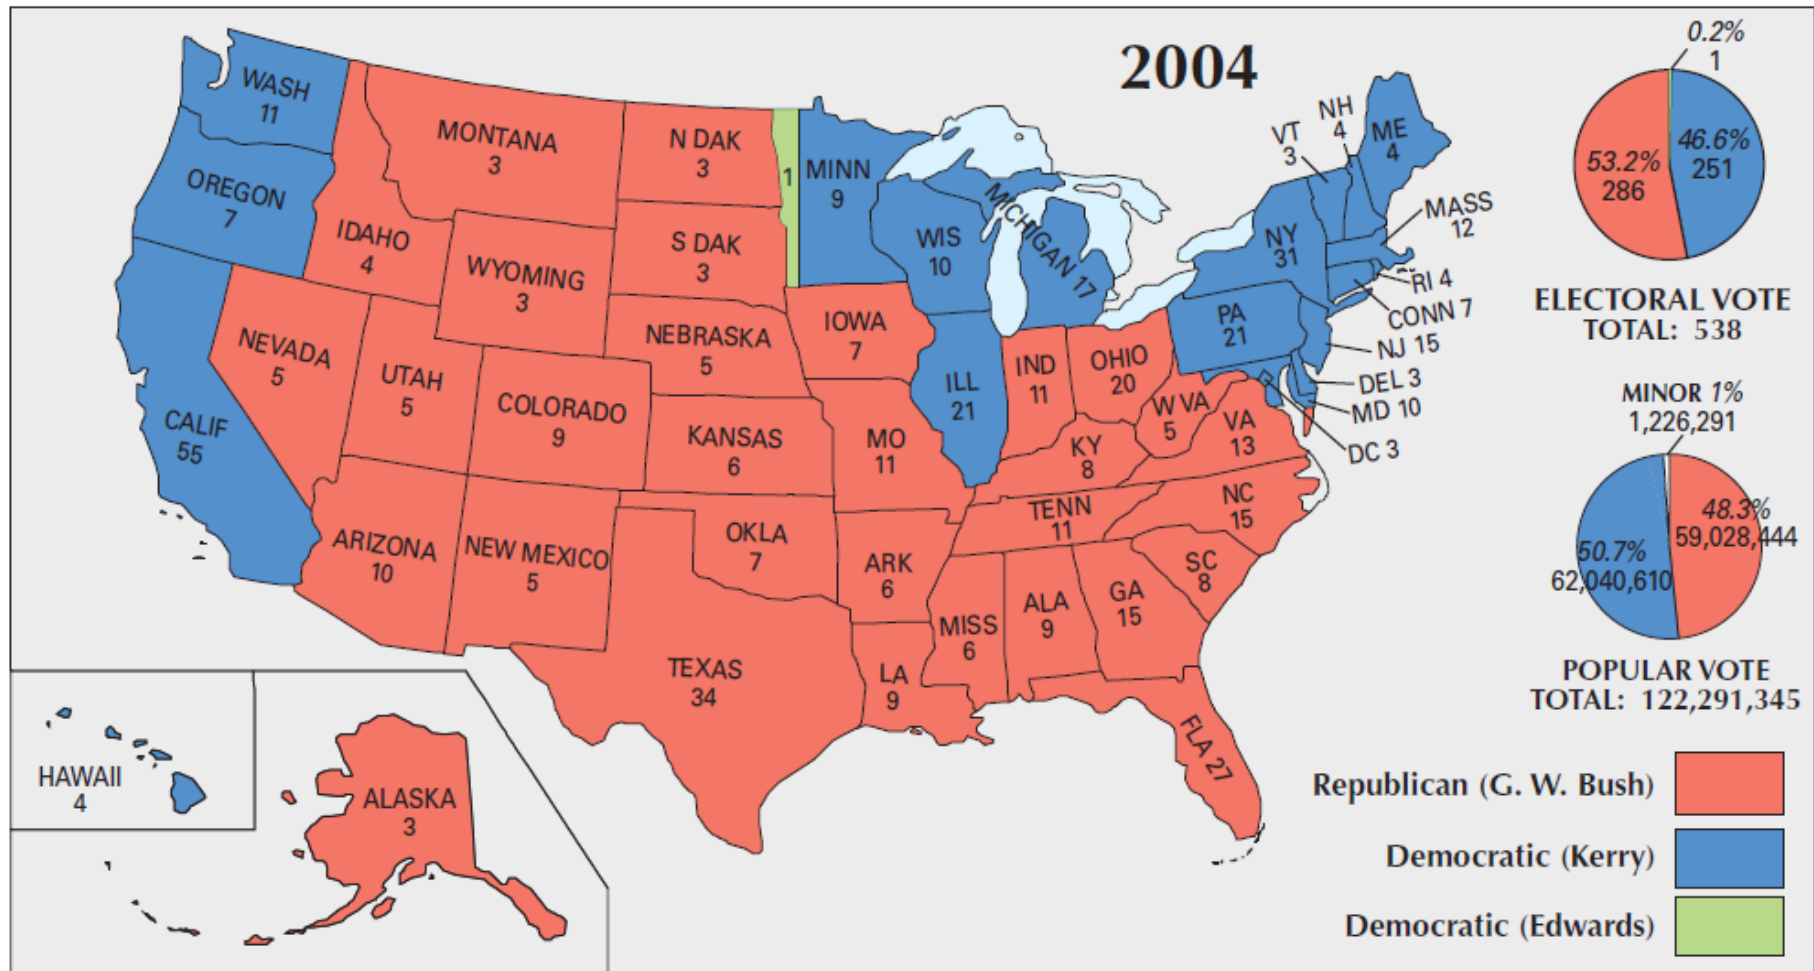 2004
WASH
11
OREGON
7
CALIF
55
IDAHO
4
NEVADA
5
MONTANA
3
WYOMING
3
UTAH
5
COLORADO
9
ARIZONA
10
NEW MEXICO
5
N DAK
3
S DAK
3
NEBRASKA
5
KANSAS
6
OKLA
7
TEXAS
34
1
MINN
9
IOWA
7
MO
11
ARK
6
LA
9
WIS
10
ILL
21
MICHIGAN 17
IND
11
OHIO
20
KY
8
TENN
11
MISS
6
ALA
9
GA
15
FLA 27
SC
8
NC
15
VA
13
W VA
5
PA
21
NY
31
VT
3
NH
4
ME
4
MASS
12
RI 4
CONN 7
NJ 15
DEL 3
MD 10
DC 3
HAWAII
4
ALASKA
3
0.2%
1
53.2%
286
46.6%
251
ELECTORAL VOTE
TOTAL: 538
MINOR 1%
1,226,291
48.3%
59,028,444
50.7%
62,040,610
POPULAR VOTE
TOTAL: 122,291,345
Republican (G. W. Bush)
Democratic (Kerry)
Democratic (Edwards)